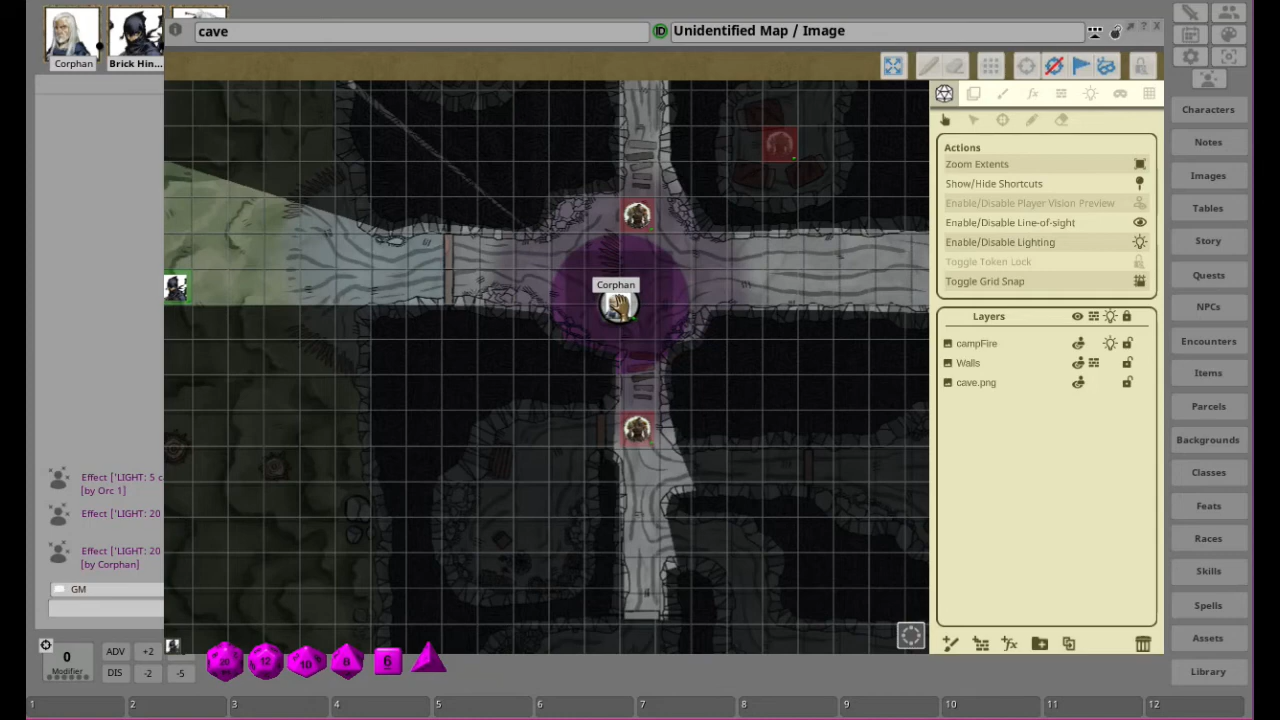 cave
ID
Unidentified Map / Image
?
X
Corphan
Brick Hin...
fx
Actions
Zoom Extents
Show/Hide Shortcuts
Enable/Disable Player Vision Preview
Enable/Disable Line-of-sight
Enable/Disable Lighting
Toggle Token Lock
Toggle Grid Snap
Layers
campFire
Walls
cave.png
Corphan
Characters
Notes
Images
Tables
Story
Quests
NPCs
Encounters
Items
Parcels
Backgrounds
Classes
Feats
Races
Skills
Spells
Assets
Library
Effect ['LIGHT: 5 c
[by Orc 1]
Effect ['LIGHT: 20
Effect ['LIGHT: 20
[by Corphan]
GM
0
Modifier
ADV
+2
DIS
-2
-5
20
12
10
8
6
fx
1
2
3
4
5
6
7
8
9
10
11
12